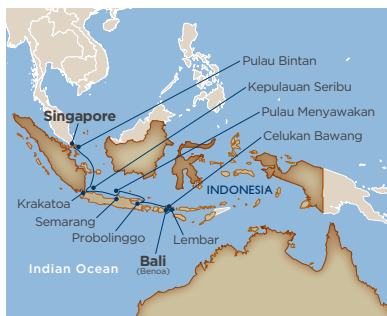 Pulau Bintan
Kepulauan Seribu
Singapore
Pulau Menyawakan
Celukan Bawang
INDONESIA
Krakatoa
Semarang
Probolinggo
Lembar
Bali
(Benoa)
Indian Ocean